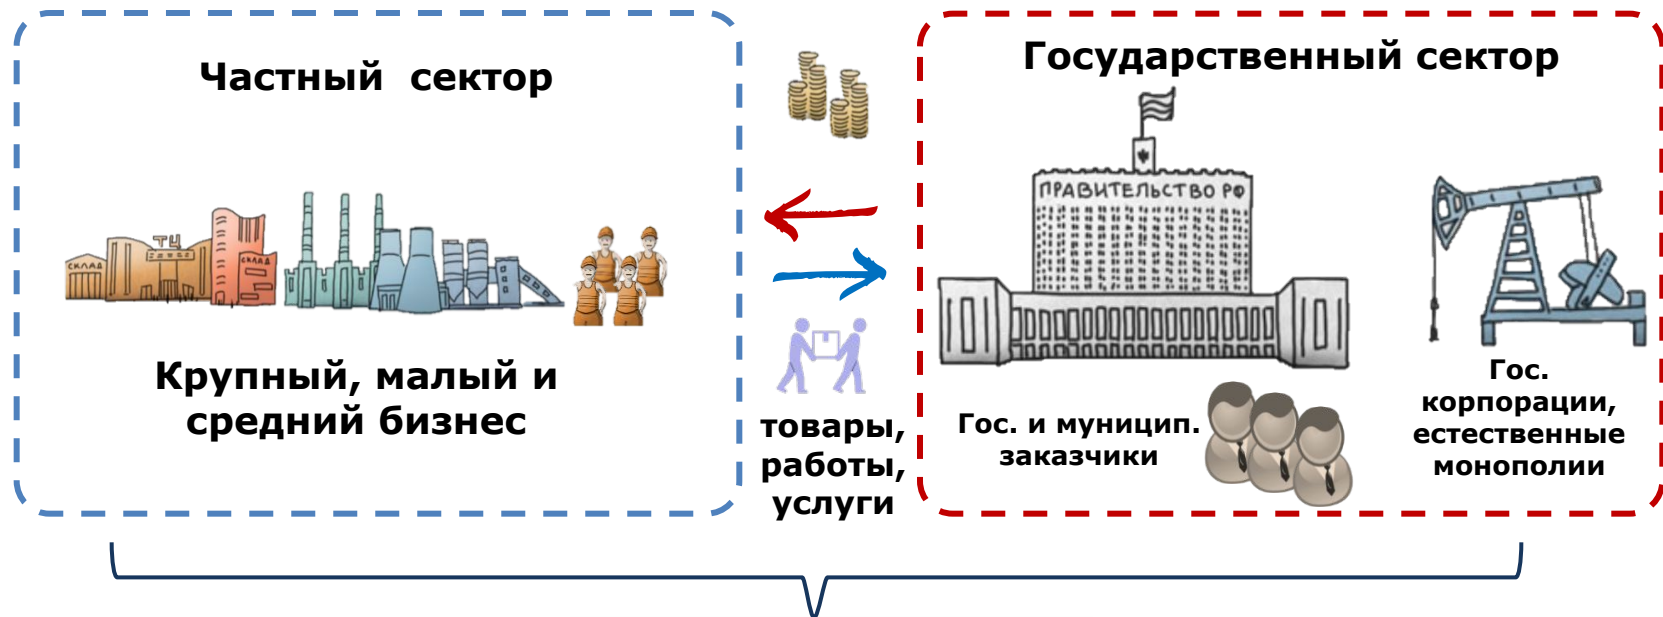 Частный сектор
Государственный сектор
ПРАВИТЕЛЬСТВО РФ
ТЦ
СКЛАД
СКЛАД
Крупный, малый и
средний бизнес
товары,
работы,
услуги
Гос. и муницип.
заказчики
Гос.
корпорации,
естественные
монополии